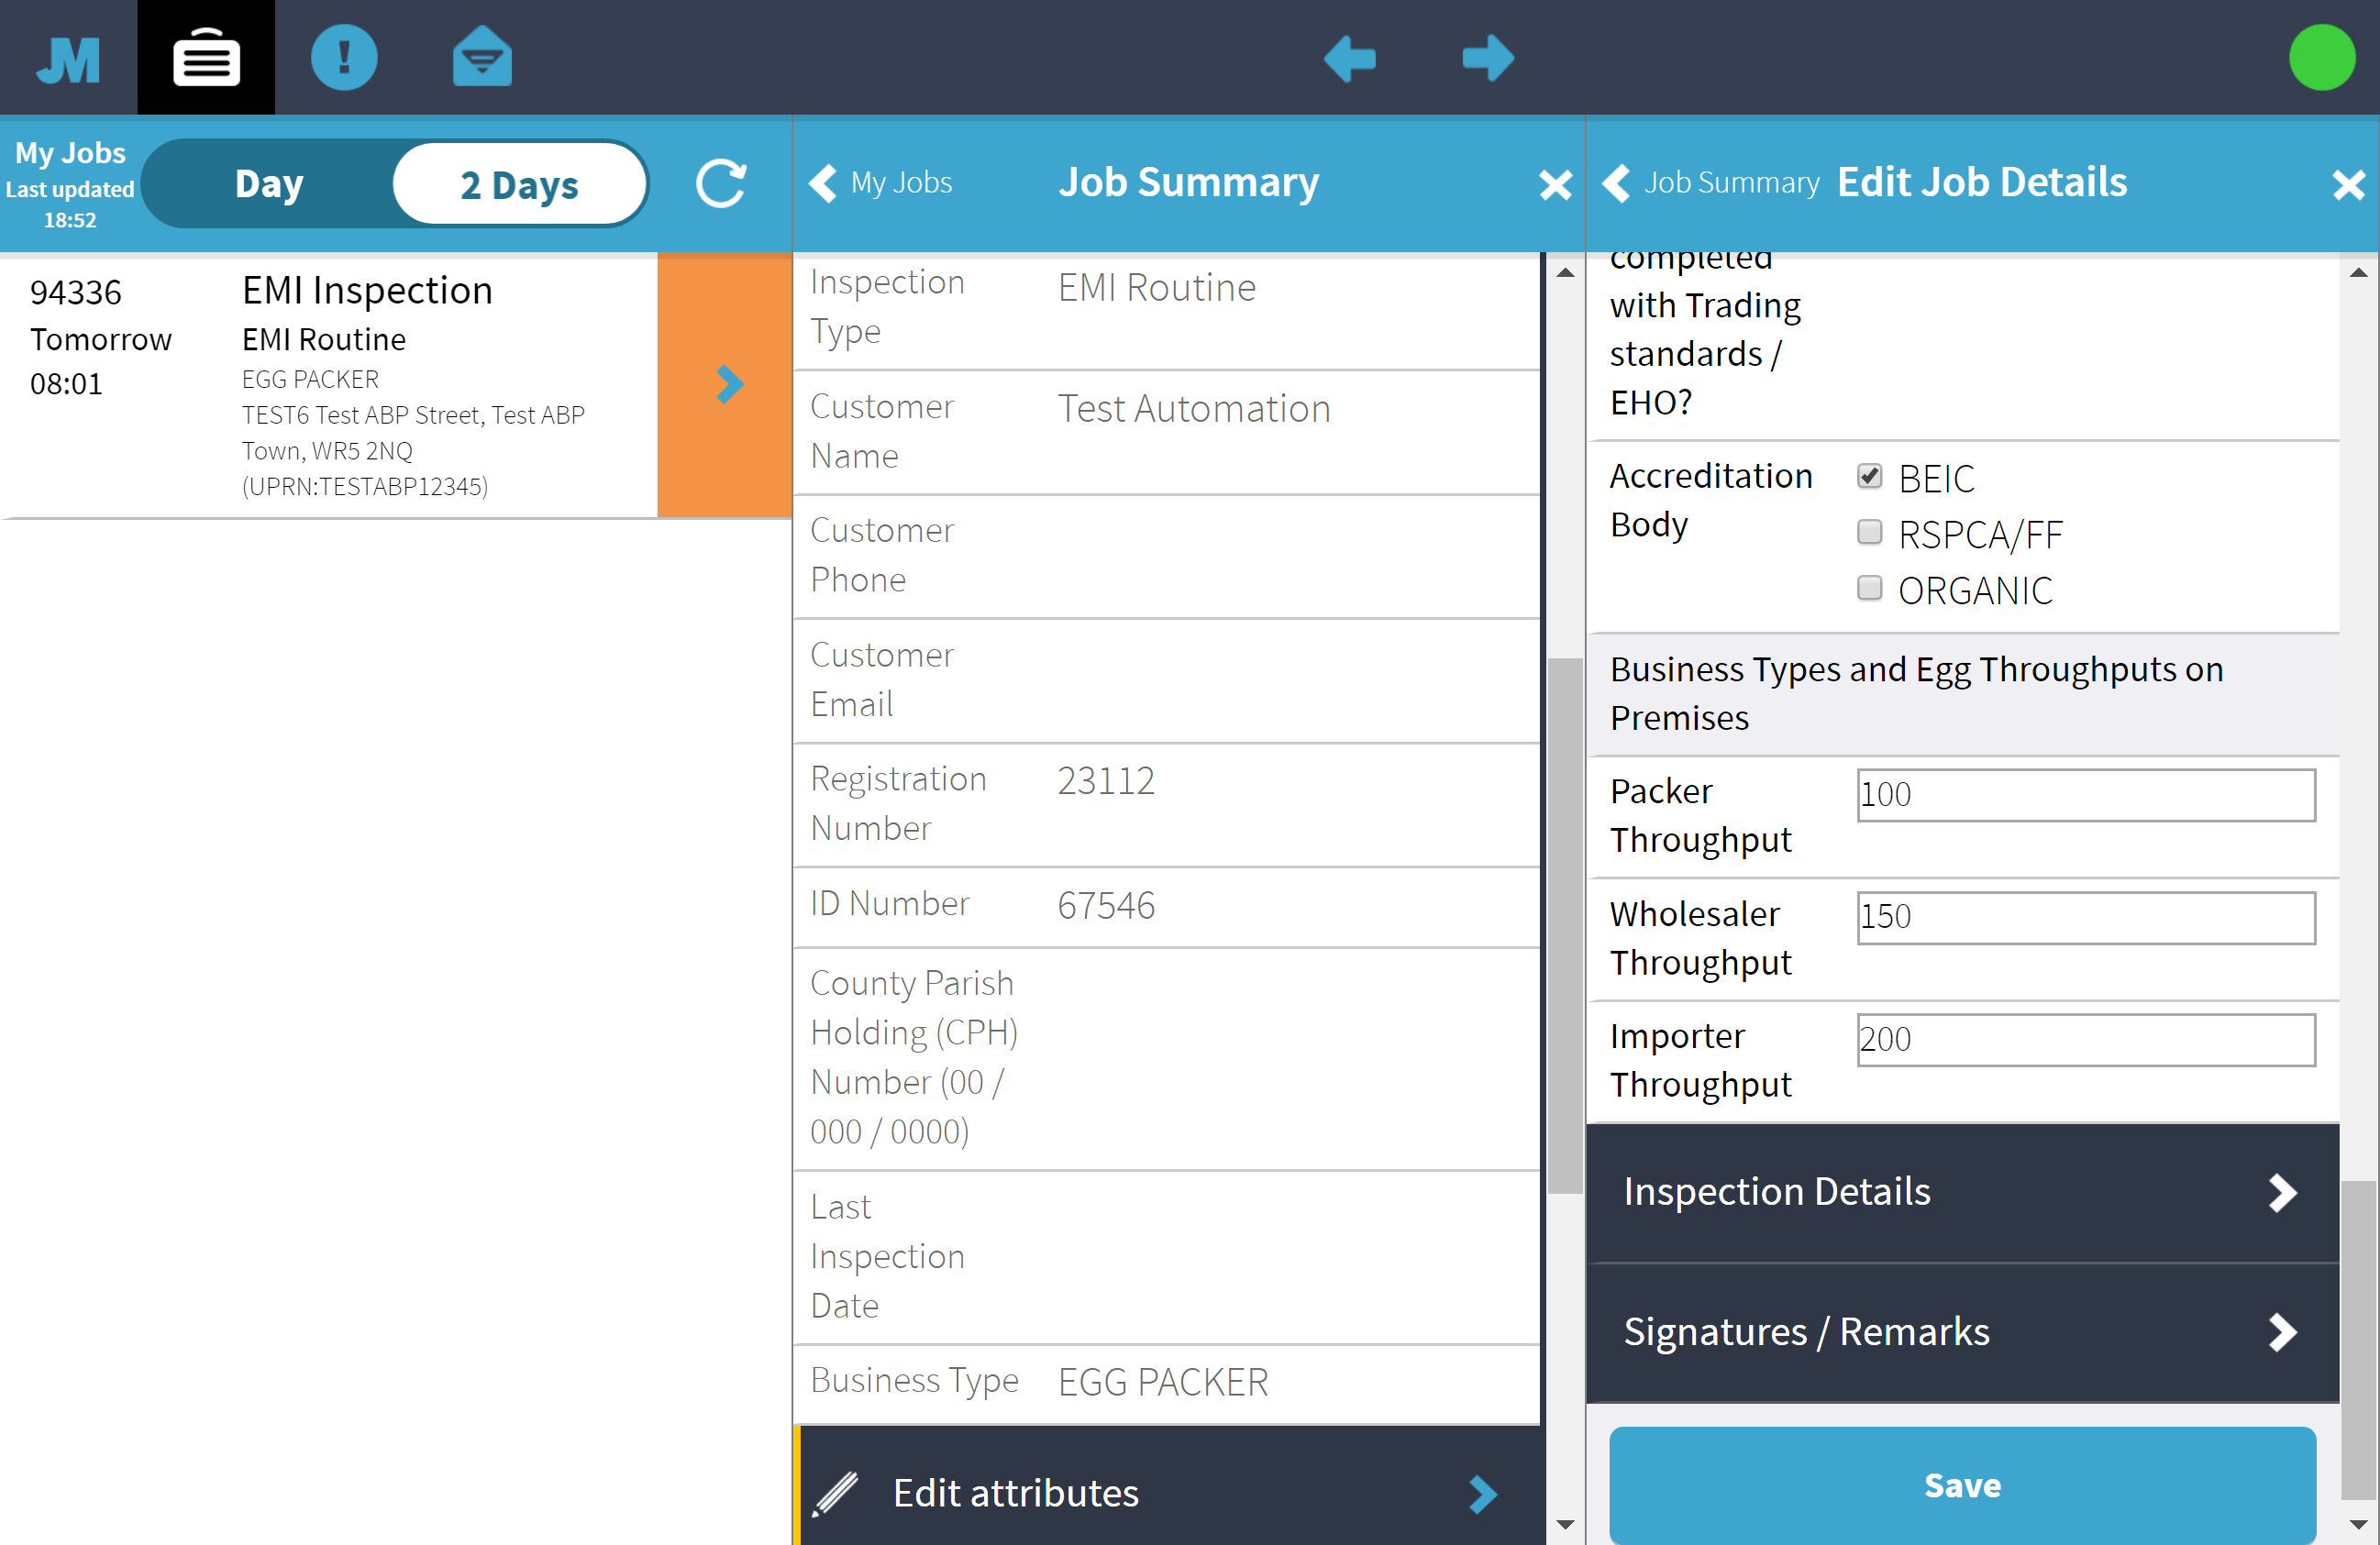 JM
My Jobs
Last updated
18:52
Day
2 Days
94336
Tomorrow
08:01
EMI Inspection
EMI Routine
EGG PACKER
TEST6 Test ABP Street, Test ABP
Town, WR5 2NQ
(UPRN:TESTABP12345)
My Jobs
Job Summary
Inspection
Type
EMI Routine
Customer
Name
Test Automation
Customer
Phone
Customer
Email
Registration
Number
23112
ID Number
67546
County Parish
Holding (CPH)
Number (00 /
000 / 0000)
Last
Inspection
Date
Business Type
EGG PACKER
Edit attributes
Job Summary
Edit Job Details
completed
with Trading
standards /
EHO?
Accreditation
Body
BEIC
RSPCA/FF
ORGANIC
Business Types and Egg Throughputs on
Premises
Packer
Throughput
100
Wholesaler
Throughput
150
Importer
Throughput
200
Inspection Details
Signatures / Remarks
Save